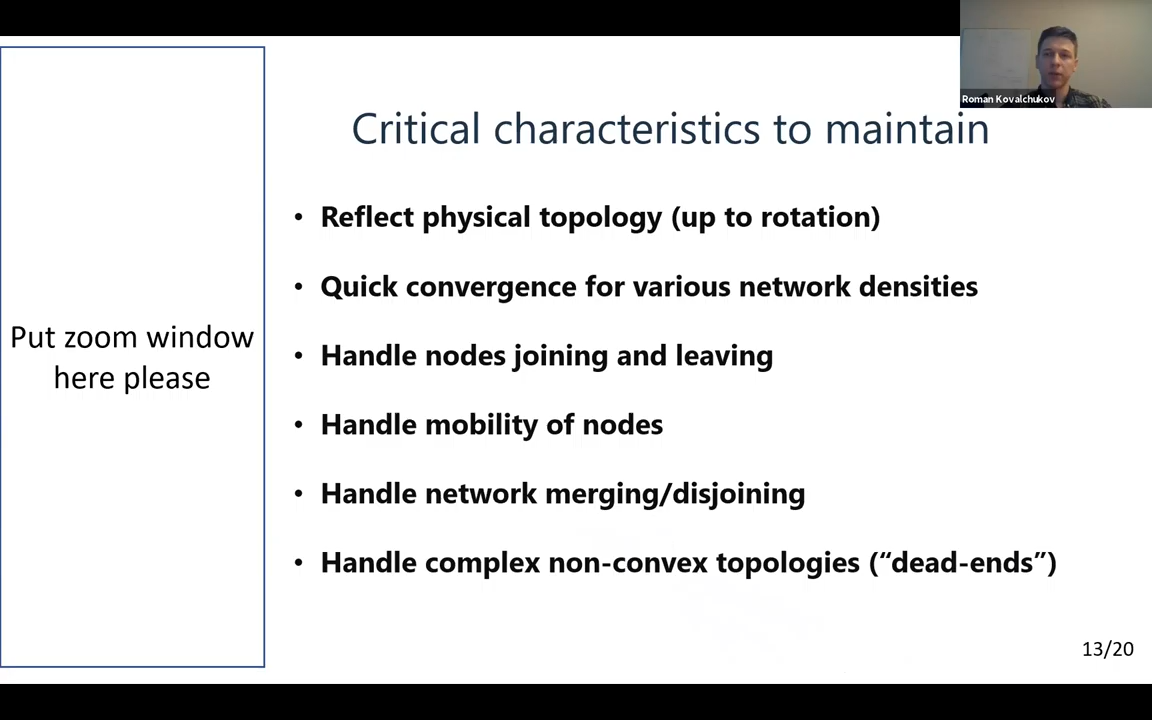 Roman Kovalchukov
Critical characteristics to maintain
• Reflect physical topology (up to rotation)
• Quick convergence for various network densities
• Handle nodes joining and leaving
• Handle mobility of nodes
• Handle network merging/disjoining
• Handle complex non-convex topologies (“dead-ends”)
Put zoom window
here please
13/20